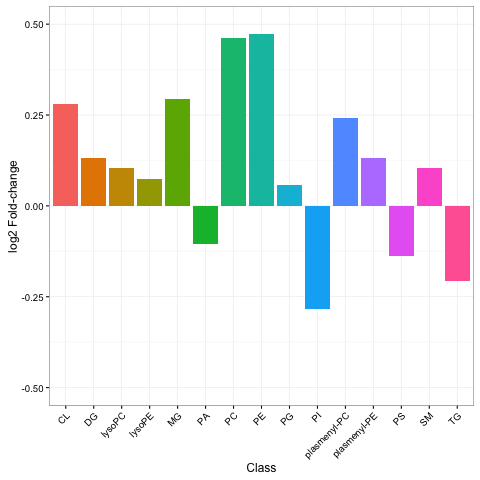 0.50
0.25
0.00
-0.25
-0.50
log2 Fold-change
CL
DG
lysoPC
lysoPE
MG
PA
PC
PE
PG
PI
plasmenyl-PC
plasmenyl-PE
PS
SM
TG
Class